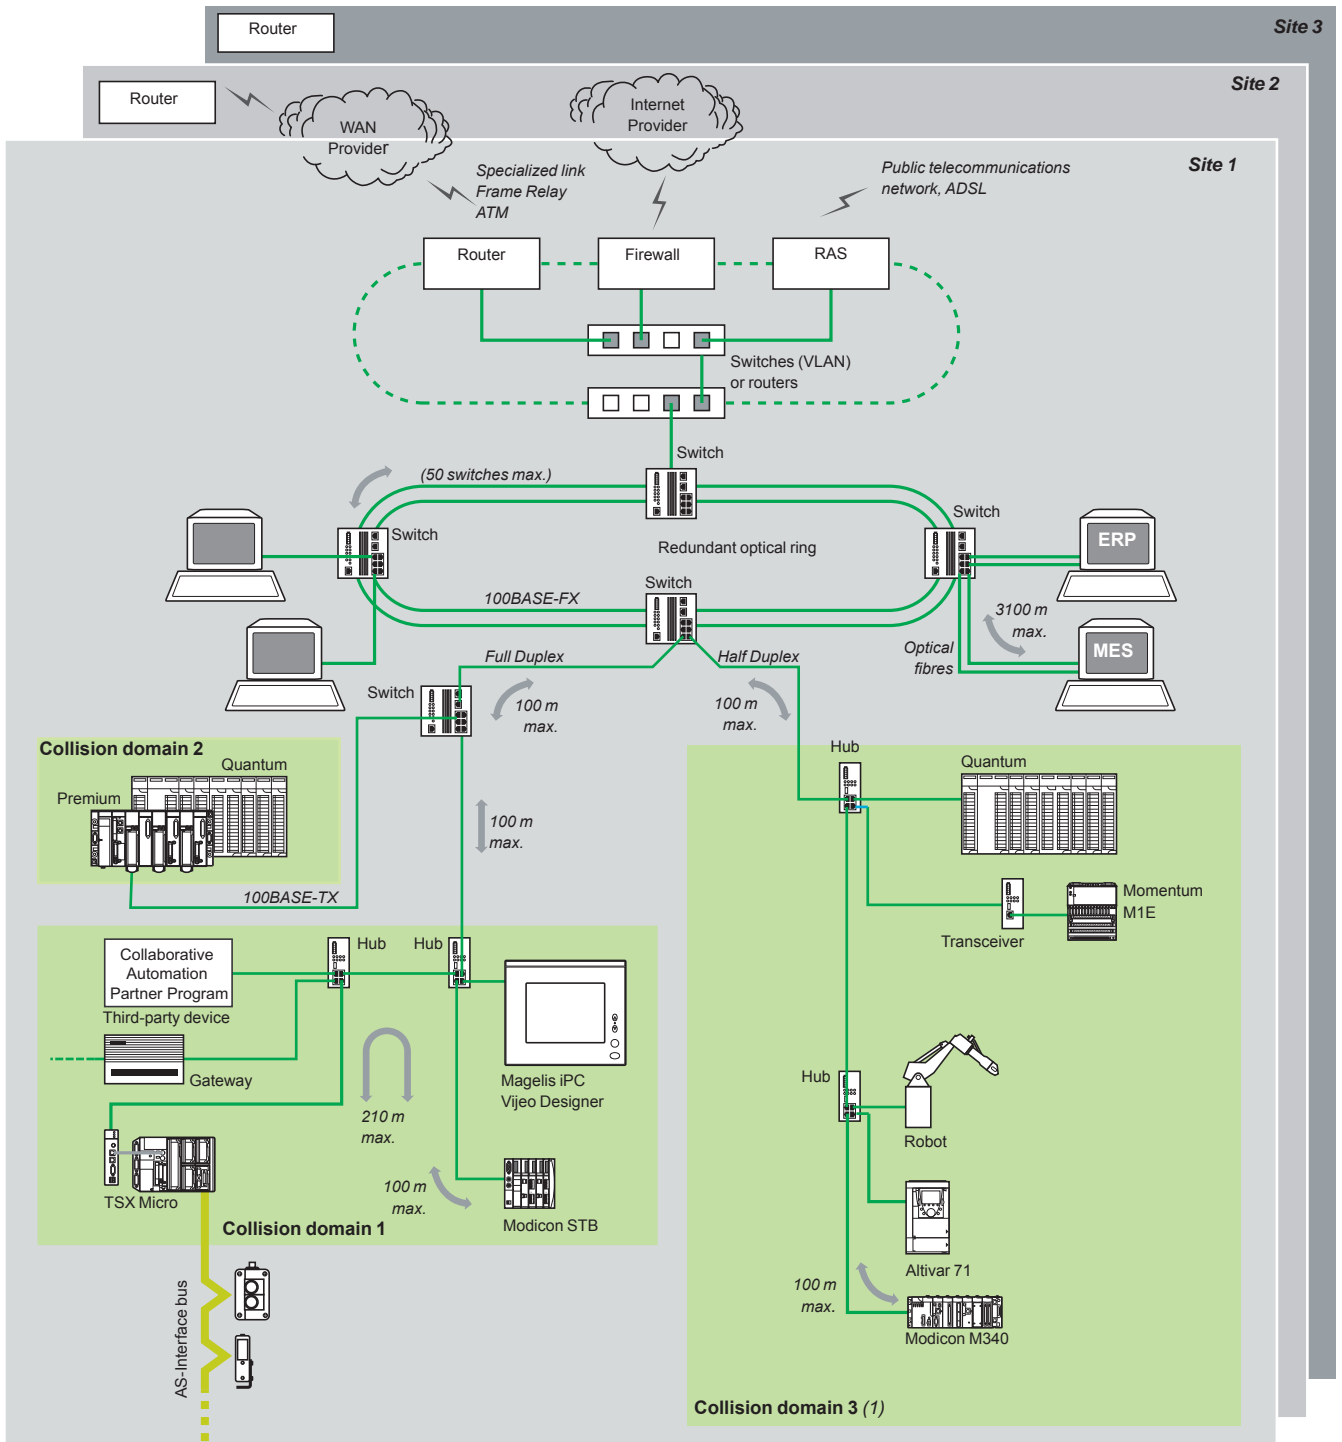 Router
Site 3
Router
Site 2
WAN
Provider
Internet
Provider
Site 1
Specialized link
Frame Relay
ATM
Public telecommunications
network, ADSL
Router
Firewall
RAS
Switches (VLAN)
or routers
Switch
(50 switches max.)
Switch
Switch
Redundant optical ring
ERP
Switch
100BASE-FX
3100 m
max.
MES
Optical
fibres
Full Duplex
Half Duplex
Switch
100 m
max.
100 m
max.
Collision domain 2
Quantum
Premium
100BASE-TX
100 m
max.
Hub
Quantum
Momentum
M1E
Transceiver
Collaborative
Automation
Partner Program
Third-party device
Hub
Hub
Gateway
Magelis iPC
Vijeo Designer
210 m
max.
TSX Micro
100 m
max.
Modicon STB
Collision domain 1
AS-Interface bus
Hub
Robot
Altivar 71
100 m
max.
Modicon M340
Collision domain 3 (1)